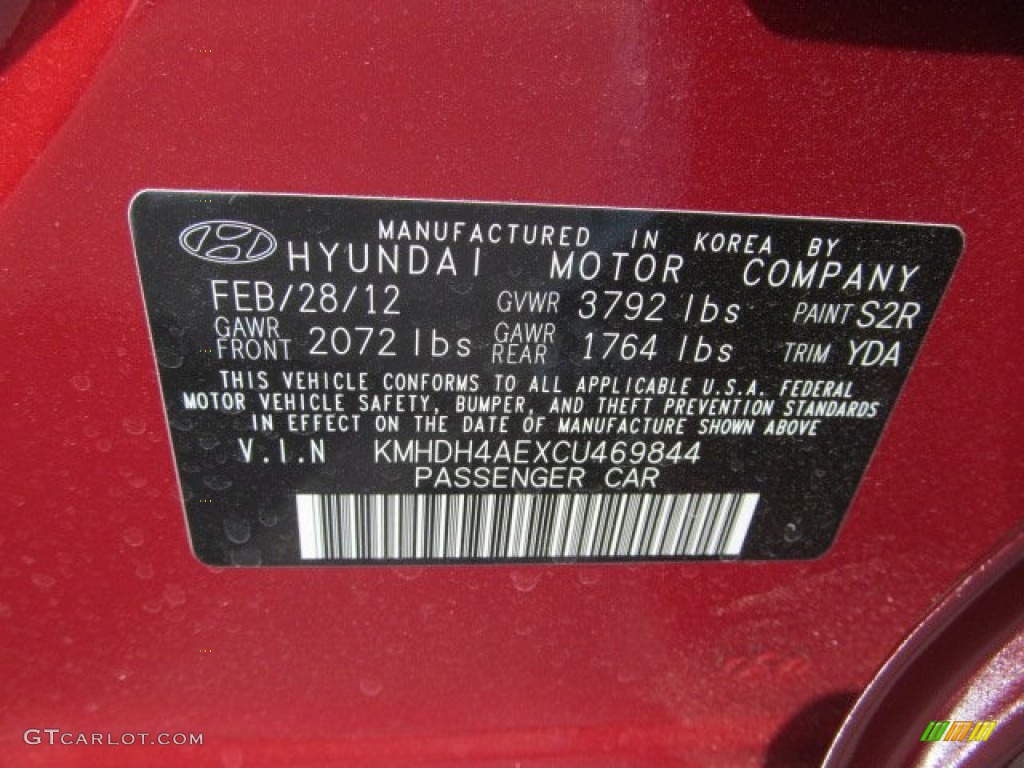 MANUFACTURED IN KOREA BY
HYUNDAI MOTOR COMPANY
FEB/28/12 GVWR 3792 lbs PAINT S2R
GAWR FRONT 2072 lbs GAWR REAR 1764 lbs TRIM YDA
THIS VEHICLE CONFORMS TO ALL APPLICABLE U.S.A. FEDERAL
MOTOR VEHICLE SAFETY, BUMPER, AND THEFT PREVENTION STANDARDS
IN EFFECT ON THE DATE OF MANUFACTURE SHOWN ABOVE
V.I.N KMHDH4AEXCU469844
PASSENGER CAR
GTCARLOT.COM